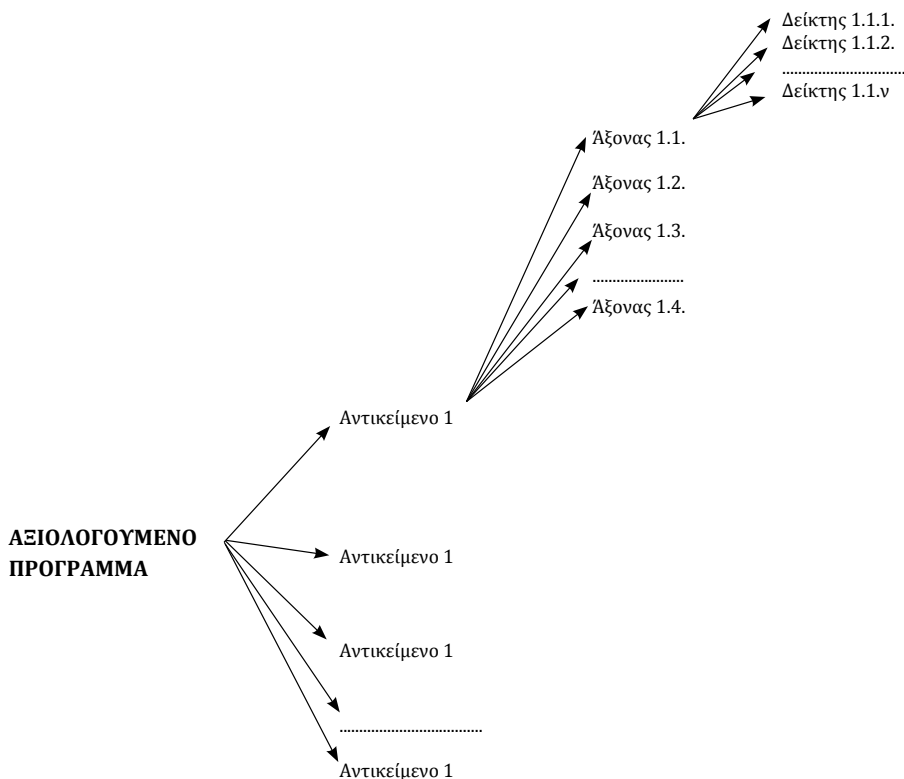 Δείκτης 1.1.1.
Δείκτης 1.1.2.
...............................
Δείκτης 1.1.ν
Άξονας 1.1.
Άξονας 1.2.
Άξονας 1.3.
.......................
Άξονας 1.4.
Αντικείμενο 1
ΑΞΙΟΛΟΓΟΥΜΕΝΟ
ΠΡΟΓΡΑΜΜΑ
Αντικείμενο 1
Αντικείμενο 1
....................................
Αντικείμενο 1